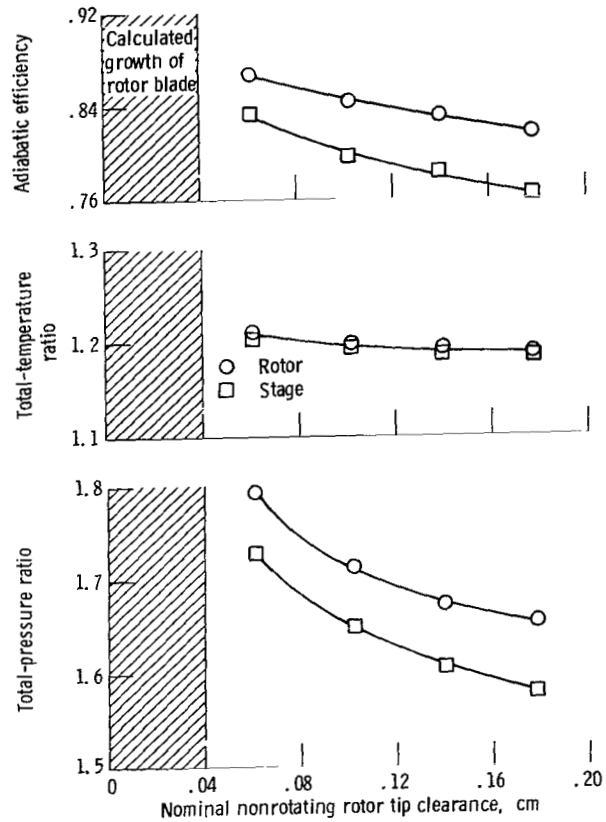 .92
Calculated
growth of
rotor blade
.84
.76
Adiabatic efficiency
1.3
1.2
1.1
Total-temperature
ratio
Rotor
Stage
1.8
1.7
1.6
1.5
Total-pressure ratio
0 .04 .08 .12 .16 .20
Nominal nonrotating rotor tip clearance, cm